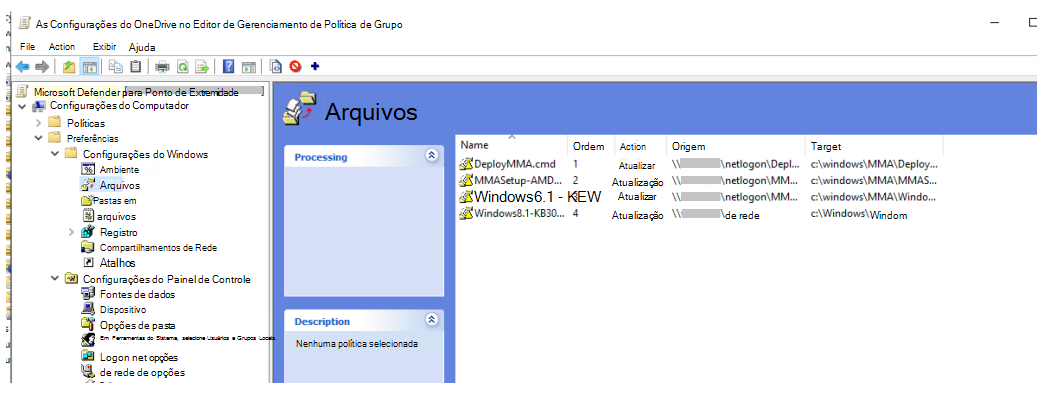 As Configurações do OneDrive no Editor de Gerenciamento de Política de Grupo
File Action Exibir Ajuda
Microsoft Defender para Ponto de Extremidade
Configurações do Computador
Políticas
Preferências
Configurações do Windows
Ambiente
Arquivos
Pastas em
arquivos
Registro
Compartilhamentos de Rede
Atalhos
Configurações do Painel de Controle
Fontes de dados
Dispositivo
Opções de pasta
Em Ferramentas do Sistema, selecione Usuários e Grupos Locais.
Logon net opções
de rede de opções
Arquivos
Processing
Description
Nenhuma política selecionada
Name Ordem Action Origem Target
DeployMMA.cmd 1 Atualizar \\ \netlogon\Depl... c:\windows\MMA\Deploy...
MMASetup-AMD... 2 Atualização \\ \netlogon\MM... c:\windows\MMA\MMAS...
Windows6.1 - KEW Atualizar \\ \netlogon\MM... c:\windows\MMA\Windo...
Windows8.1-KB30... 4 Atualização \\ \de rede c:\Windows\Windom